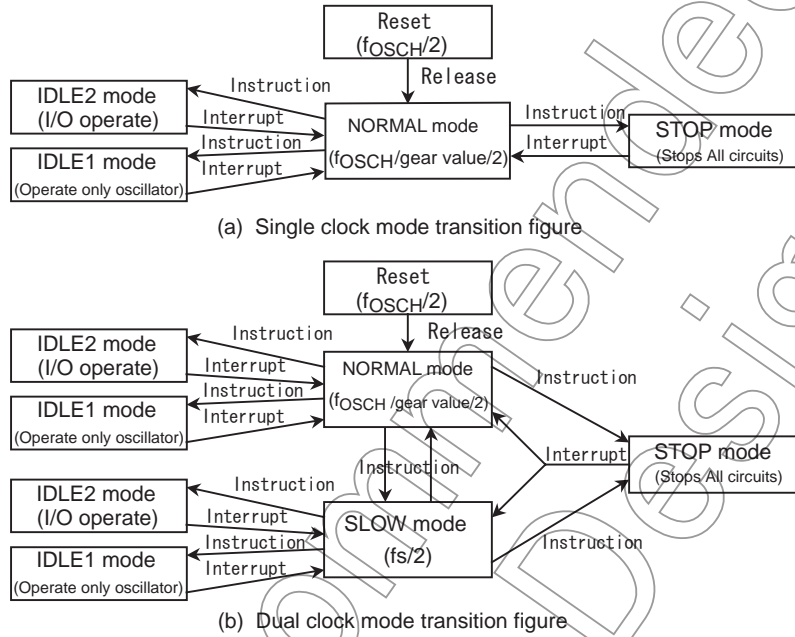 Reset
(fOSCH/2)
Release
Instruction
IDLE2 mode
(I/O operate)
Interrupt
Instruction
IDLE1 mode
(Operate only oscillator)
Interrupt
NORMAL mode
(fOSCH/gear value/2)
Instruction
Interrupt
STOP mode
(Stops All circuits)
(a) Single clock mode transition figure
Reset
(fOSCH/2)
Release
Instruction
IDLE2 mode
(I/O operate)
Interrupt
Instruction
IDLE1 mode
(Operate only oscillator)
Interrupt
NORMAL mode
(fOSCH /gear value/2)
Instruction
Interrupt
STOP mode
(Stops All circuits)
Instruction
IDLE2 mode
(I/O operate)
Instruction
Interrupt
Instruction
IDLE1 mode
(Operate only oscillator)
Interrupt
SLOW mode
(fs/2)
Instruction
(b) Dual clock mode transition figure